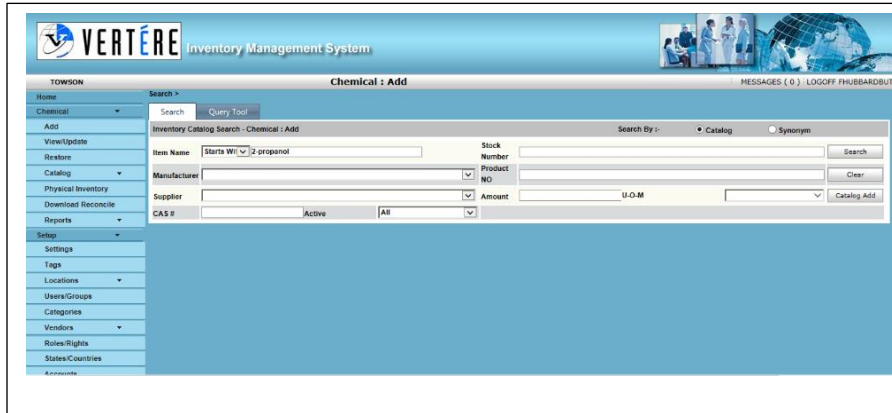 VERTÉRE Inventory Management System
TOWSON Chemical : Add MESSAGES ( 0 ) LOGOFF FHUBBARDBUT
Home
Search >
Chemical
Search Query Tool
Add
Inventory Catalog Search - Chemical : Add Search By :- Catalog Synonym
View/Update
Item Name Starts Wit 2-propanol Stock Number Search
Restore
Catalog
Manufacturer Product NO Clear
Physical Inventory
Supplier Amount U-O-M Catalog Add
Download Reconcile
CAS # Active All
Reports
Setup
Settings
Tags
Locations
Users/Groups
Categories
Vendors
Roles/Rights
States/Countries
Accounts